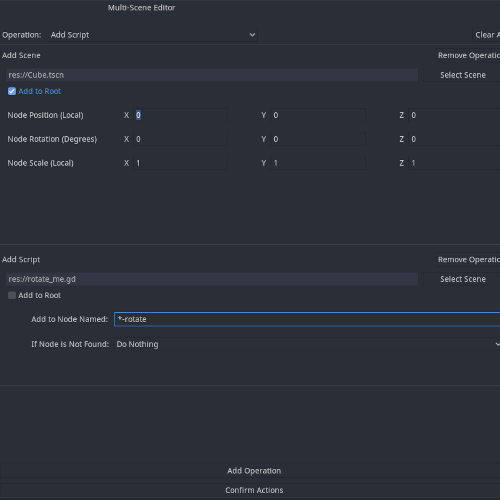 Multi-Scene Editor
Operation: Add Script Clear A
Add Scene Remove Operatio
res://Cube.tscn Select Scene
Add to Root
Node Position (Local) X 0 Y 0 Z 0
Node Rotation (Degrees) X 0 Y 0 Z 0
Node Scale (Local) X 1 Y 1 Z 1
Add Script Remove Operatio
res://rotate_me.gd Select Scene
Add to Root
Add to Node Named: *-rotate
If Node is Not Found: Do Nothing
Add Operation
Confirm Actions